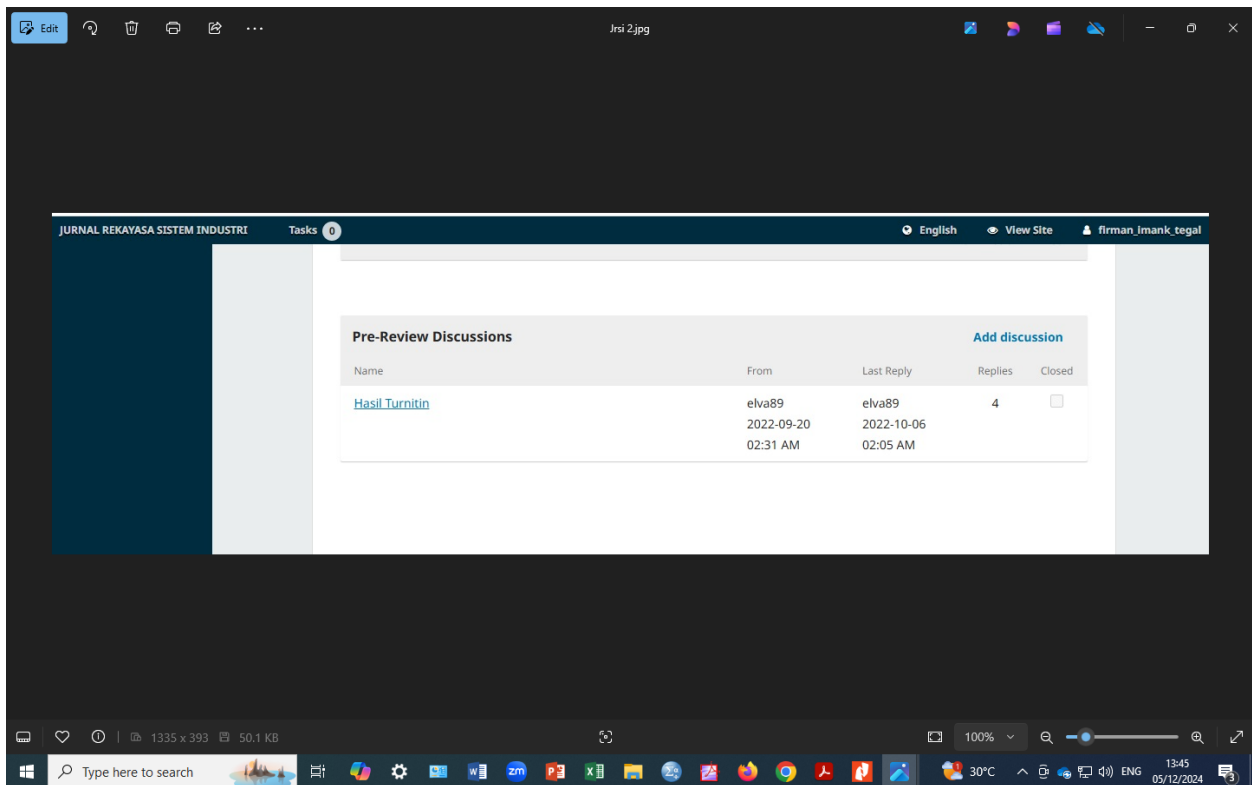 Edit
Jrsi 2.jpg
JURNAL REKAYASA SISTEM INDUSTRI Tasks 0 English View Site firman_imank_tegal
Pre-Review Discussions Add discussion
Name From Last Reply Replies Closed
Hasil Turnitin elva89 elva89 4
2022-09-20 2022-10-06
02:31 AM 02:05 AM
1335 x 393 50.1 KB 100%
Type here to search 30°C ENG 13:45
05/12/2024 3